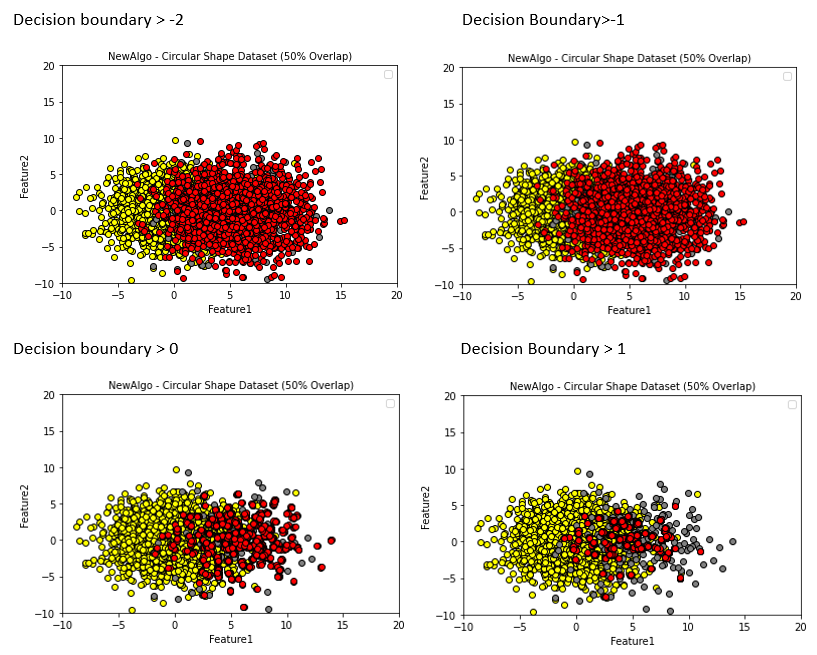 Decision boundary > -2
Decision Boundary>-1
NewAlgo - Circular Shape Dataset (50% Overlap)
20
15
10
5
0
−5
−10
Feature2
−10 −5 0 5 10 15 20
Feature1
NewAlgo - Circular Shape Dataset (50% Overlap)
20
15
10
5
0
−5
−10
Feature2
−10 −5 0 5 10 15 20
Feature1
Decision boundary > 0
Decision Boundary > 1
NewAlgo - Circular Shape Dataset (50% Overlap)
20
15
10
5
0
−5
−10
Feature2
−10 −5 0 5 10 15 20
Feature1
NewAlgo - Circular Shape Dataset (50% Overlap)
20
15
10
5
0
−5
−10
Feature2
−10 −5 0 5 10 15 20
Feature1